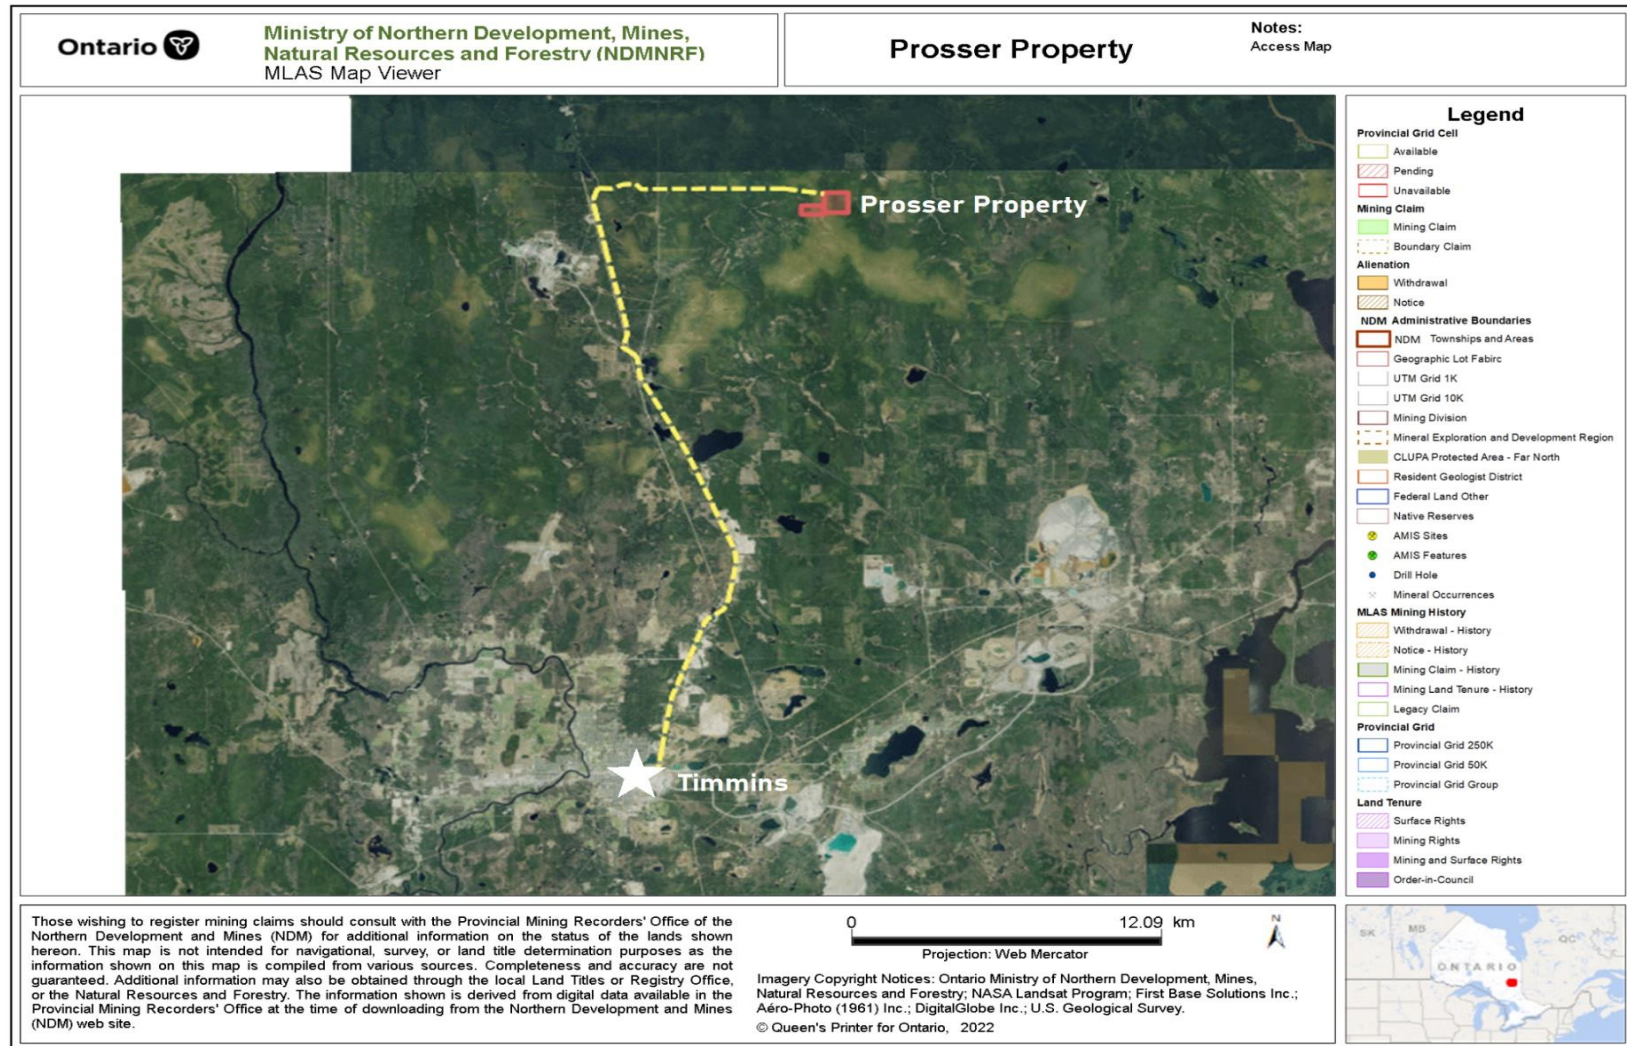 Ontario
Ministry of Northern Development, Mines,
Natural Resources and Forestry (NDMNRF)
MLAS Map Viewer
Prosser Property
Notes:
Access Map
Prosser Property
Timmins
Legend
Provincial Grid Cell
Available
Pending
Unavailable
Mining Claim
Mining Claim
Boundary Claim
Alienation
Withdrawal
Notice
NDM Administrative Boundaries
NDM Townships and Areas
Geographic Lot Fabirc
UTM Grid 1K
UTM Grid 10K
Mining Division
Mineral Exploration and Development Region
CLUPA Protected Area - Far North
Resident Geologist District
Federal Land Other
Native Reserves
AMIS Sites
AMIS Features
Drill Hole
Mineral Occurrences
MLAS Mining History
Withdrawal - History
Notice - History
Mining Claim - History
Mining Land Tenure - History
Legacy Claim
Provincial Grid
Provincial Grid 250K
Provincial Grid 50K
Provincial Grid Group
Land Tenure
Surface Rights
Mining Rights
Mining and Surface Rights
Order-in-Council
Those wishing to register mining claims should consult with the Provincial Mining Recorders' Office of the
Northern Development and Mines (NDM) for additional information on the status of the lands shown
hereon. This map is not intended for navigational, survey, or land title determination purposes as the
information shown on this map is compiled from various sources. Completeness and accuracy are not
guaranteed. Additional information may also be obtained through the local Land Titles or Registry Office,
or the Natural Resources and Forestry. The information shown is derived from digital data available in the
Provincial Mining Recorders' Office at the time of downloading from the Northern Development and Mines
(NDM) web site.
0 12.09 km
Projection: Web Mercator
N
Imagery Copyright Notices: Ontario Ministry of Northern Development, Mines,
Natural Resources and Forestry; NASA Landsat Program; First Base Solutions Inc.;
Aéro-Photo (1961) Inc.; DigitalGlobe Inc.; U.S. Geological Survey.
© Queen's Printer for Ontario, 2022
SK
MB
ONTARIO
QC